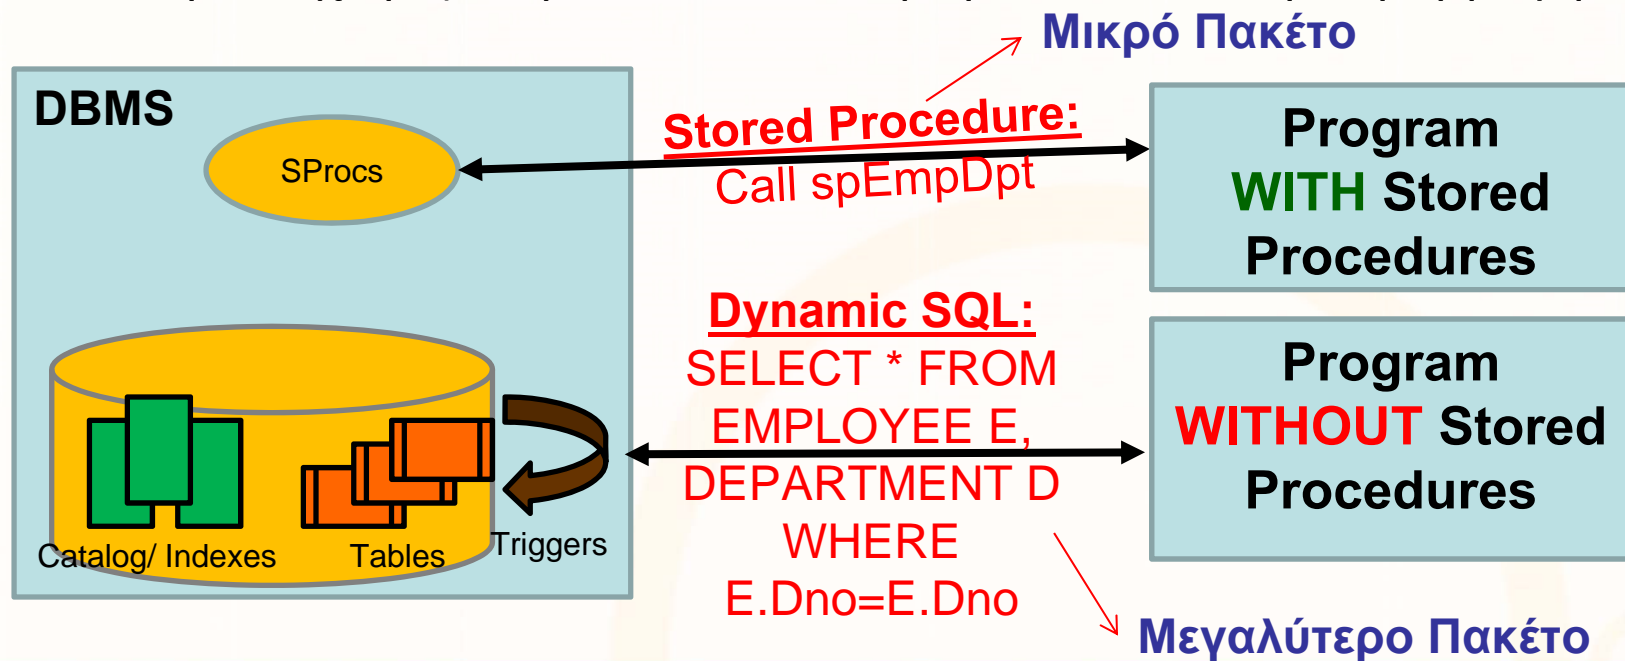 Μικρό Πακέτο
DBMS
SProcs
Stored Procedure:
Call spEmpDpt
Program
WITH Stored
Procedures
Dynamic SQL:
SELECT * FROM
EMPLOYEE E,
DEPARTMENT D
WHERE
E.Dno=E.Dno
Program
WITHOUT Stored
Procedures
Catalog/ Indexes
Tables
Triggers
Μεγαλύτερο Πακέτο